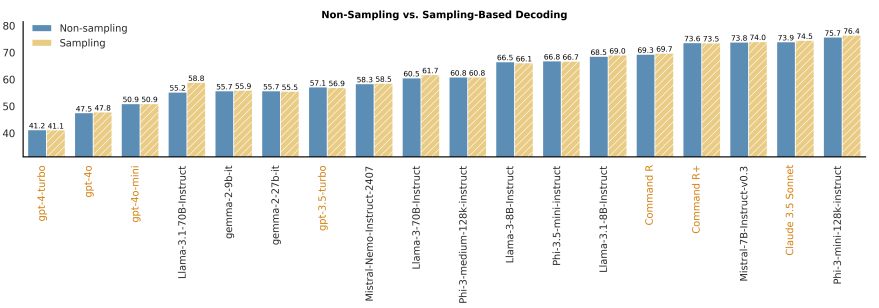 Non-Sampling vs. Sampling-Based Decoding
Non-sampling
Sampling
80
70
60
50
40
41.2 41.1
47.5 47.8
50.9 50.9
55.2 58.8
55.7 55.9
55.7 55.5
57.1 56.9
58.3 58.5
60.5 61.7
60.8 60.8
66.5 66.1
66.8 66.7
68.5 69.0
69.3 69.7
73.6 73.5
73.8 74.0
73.9 74.5
75.7 76.4
gpt-4-turbo
gpt-4o
gpt-4o-mini
Llama-3.1-70B-Instruct
gemma-2-9b-it
gemma-2-27b-it
gpt-3.5-turbo
Mistral-Nemo-Instruct-2407
Llama-3-70B-Instruct
Phi-3-medium-128k-instruct
Llama-3-8B-Instruct
Phi-3.5-mini-instruct
Llama-3.1-8B-Instruct
Command R
Command R+
Mistral-7B-Instruct-v0.3
Claude 3.5 Sonnet
Phi-3-mini-128k-instruct